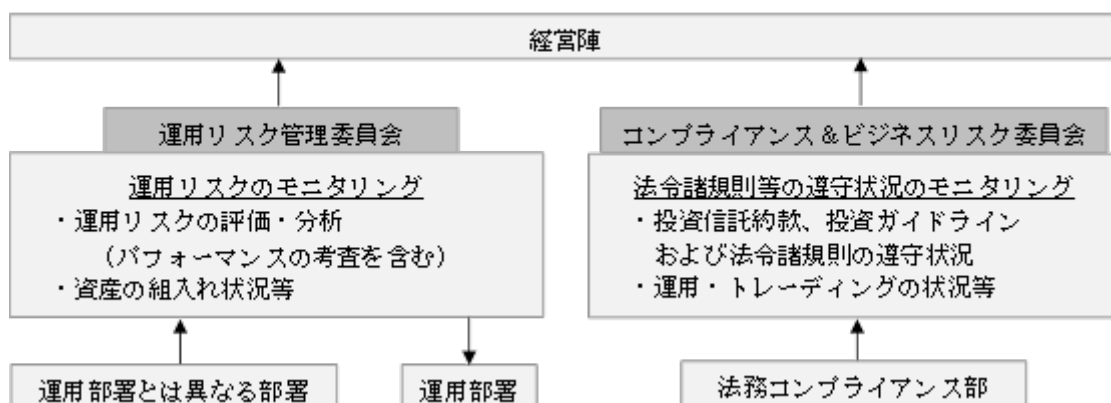 経営陣
運用リスク管理委員会
運用リスクのモニタリング
・運用リスクの評価・分析
（パフォーマンスの考査を含む）
・資産の組入れ状況等
運用部署とは異なる部署
運用部署
コンプライアンス＆ビジネスリスク委員会
法令諸規則等の遵守状況のモニタリング
・投資信託約款、投資ガイドライン
および法令諸規則の遵守状況
・運用・トレーディングの状況等
法務コンプライアンス部